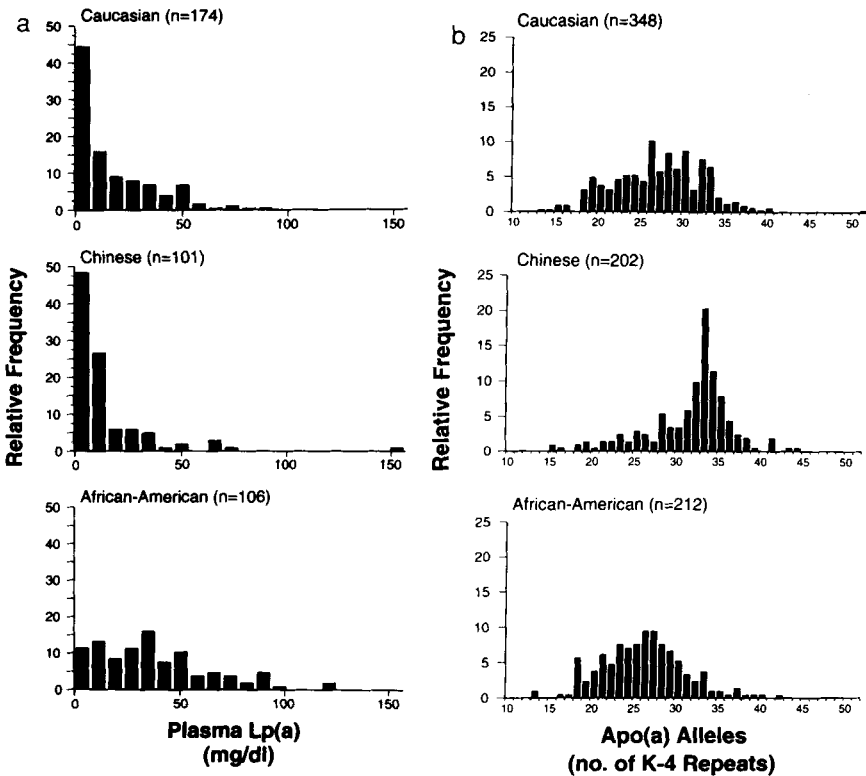 a
Caucasian (n=174)
50
40
30
20
10
0
0 50 100 150
Chinese (n=101)
50
40
30
20
10
0
0 50 100 150
African-American (n=106)
50
40
30
20
10
0
0 50 100 150
Relative Frequency
Plasma Lp(a)
(mg/dl)
b
Caucasian (n=348)
25
20
15
10
5
0
10 15 20 25 30 35 40 45 50
Chinese (n=202)
25
20
15
10
5
0
10 15 20 25 30 35 40 45 50
African-American (n=212)
25
20
15
10
5
0
10 15 20 25 30 35 40 45 50
Relative Frequency
Apo(a) Alleles
(no. of K-4 Repeats)